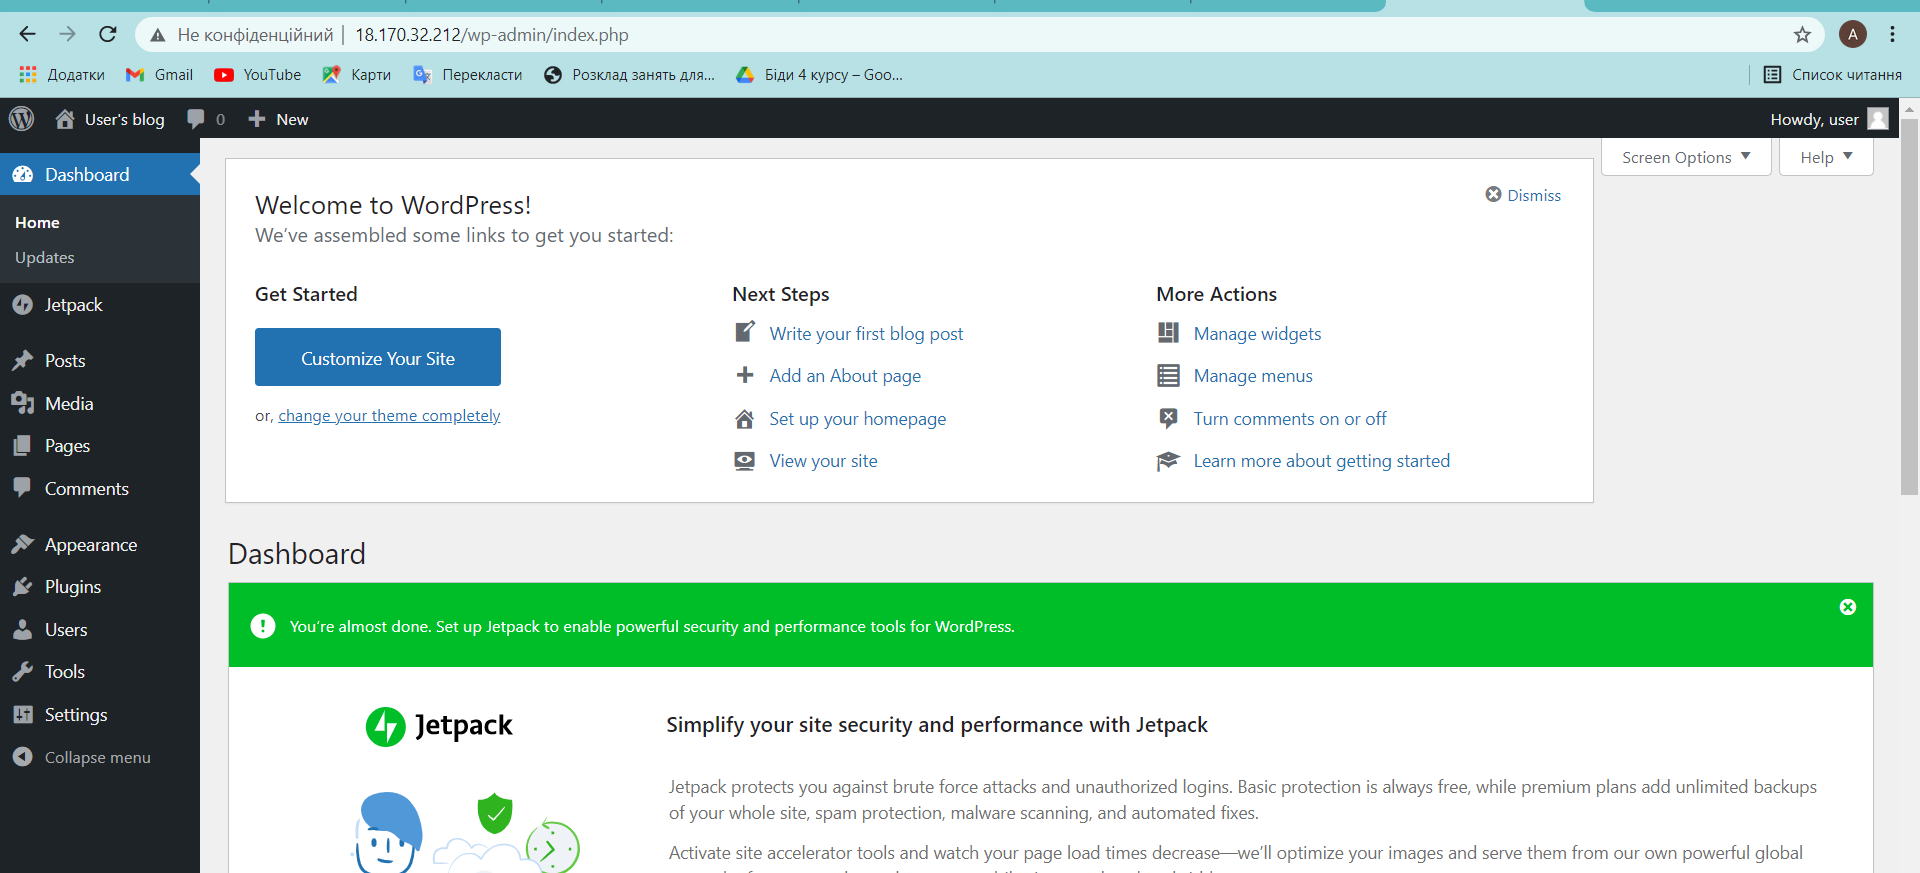 Не конфіденційний | 18.170.32.212/wp-admin/index.php
A
Додатки Gmail YouTube Карти Перекласти Розклад занять для... Біди 4 курсу – Goo... Список читання
User's blog 0 New Howdy, user
Screen Options Help
Dashboard
Home
Updates
Jetpack
Posts
Media
Pages
Comments
Appearance
Plugins
Users
Tools
Settings
Collapse menu
Welcome to WordPress!
Dismiss
We've assembled some links to get you started:
Get Started
Customize Your Site
or, change your theme completely
Next Steps
Write your first blog post
Add an About page
Set up your homepage
View your site
More Actions
Manage widgets
Manage menus
Turn comments on or off
Learn more about getting started
Dashboard
You're almost done. Set up Jetpack to enable powerful security and performance tools for WordPress.
Jetpack
Simplify your site security and performance with Jetpack
Jetpack protects you against brute force attacks and unauthorized logins. Basic protection is always free, while premium plans add unlimited backups
of your whole site, spam protection, malware scanning, and automated fixes.
Activate site accelerator tools and watch your page load times decrease—we'll optimize your images and serve them from our own powerful global